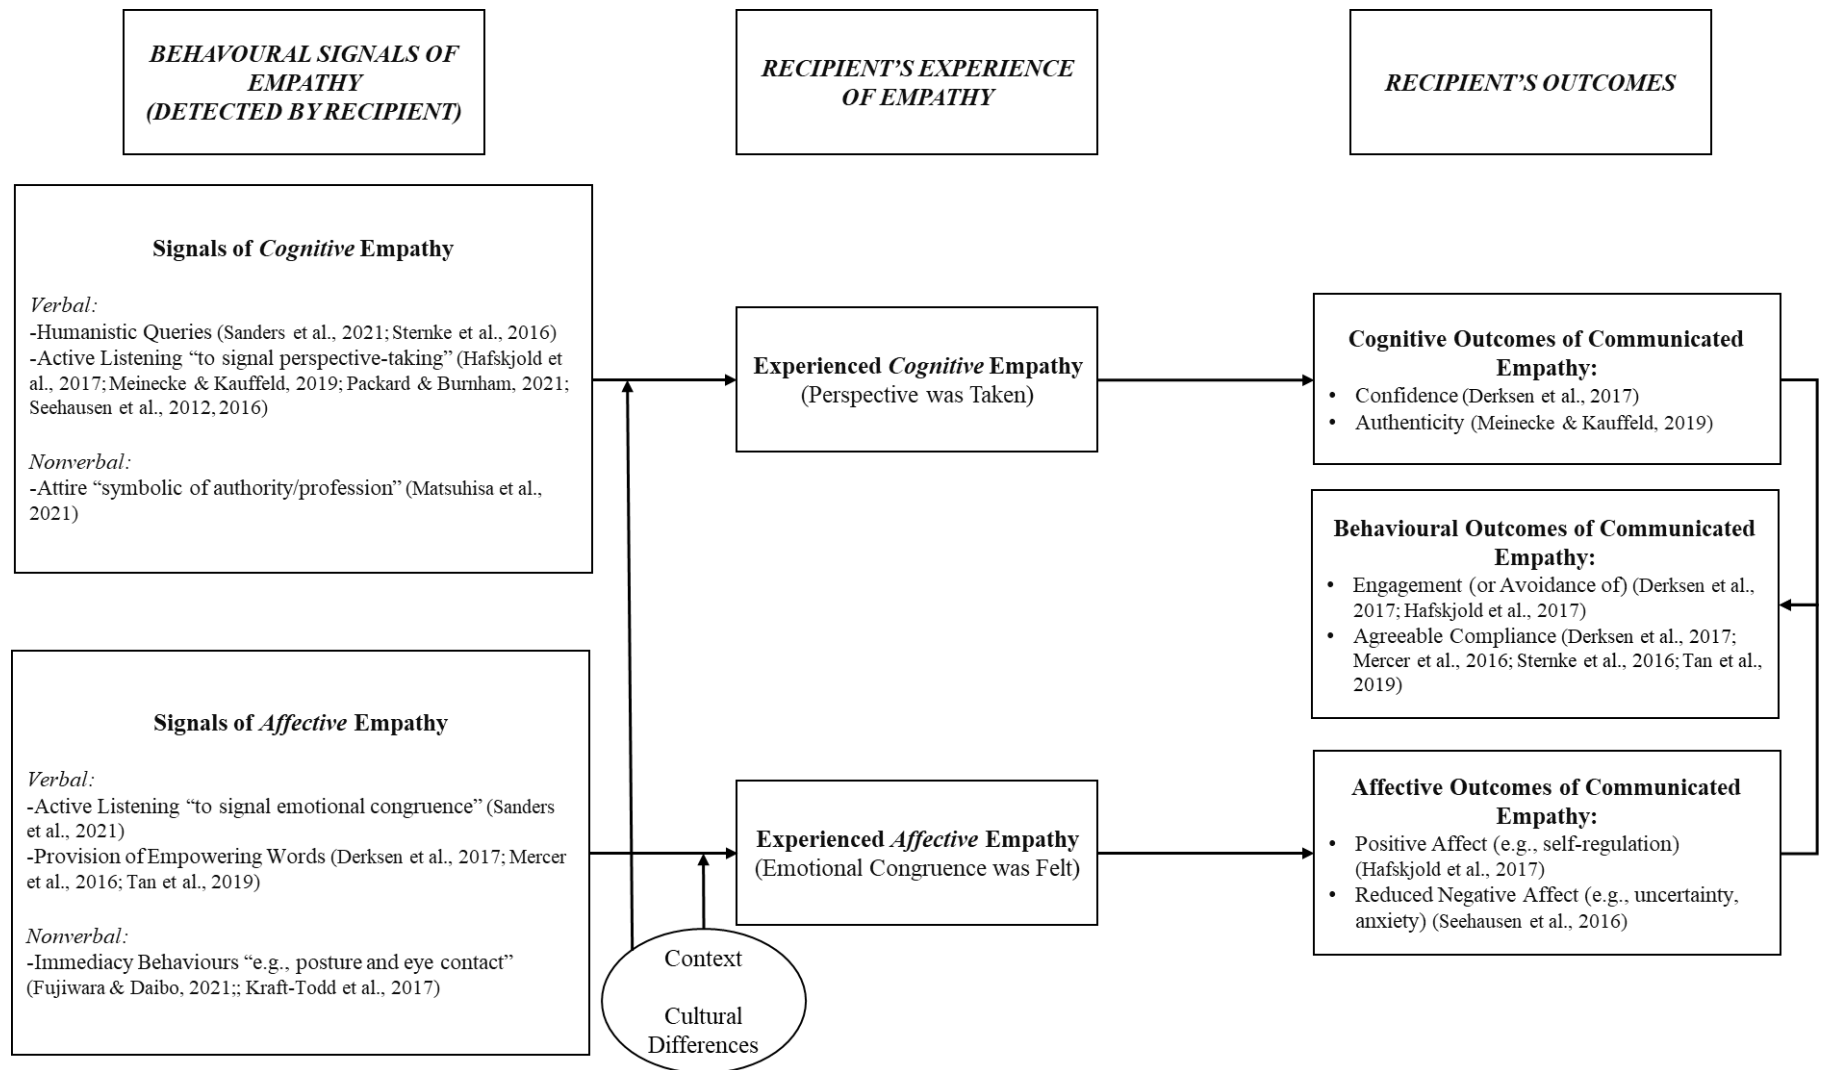 BEHAVOURAL SIGNALS OF
EMPATHY
(DETECTED BY RECIPIENT)
RECIPIENT'S EXPERIENCE
OF EMPATHY
RECIPIENT'S OUTCOMES
Signals of Cognitive Empathy
Verbal:
-Humanistic Queries (Sanders et al., 2021; Sternke et al., 2016)
-Active Listening “to signal perspective-taking” (Hafskjold et
al., 2017; Meinecke & Kauffeld, 2019; Packard & Burnham, 2021;
Seehausen et al., 2012, 2016)
Nonverbal:
-Attire “symbolic of authority/profession” (Matsuhisa et al.,
2021)
Experienced Cognitive Empathy
(Perspective was Taken)
Cognitive Outcomes of Communicated
Empathy:
• Confidence (Derksen et al., 2017)
• Authenticity (Meinecke & Kauffeld, 2019)
Behavioural Outcomes of Communicated
Empathy:
• Engagement (or Avoidance of) (Derksen et al.,
2017; Hafskjold et al., 2017)
• Agreeable Compliance (Derksen et al., 2017;
Mercer et al., 2016; Sternke et al., 2016; Tan et al.,
2019)
Signals of Affective Empathy
Verbal:
-Active Listening “to signal emotional congruence” (Sanders
et al., 2021)
-Provision of Empowering Words (Derksen et al., 2017; Mercer
et al., 2016; Tan et al., 2019)
Nonverbal:
-Immediacy Behaviours “e.g., posture and eye contact”
(Fujiwara & Daibo, 2021;; Kraft-Todd et al., 2017)
Experienced Affective Empathy
(Emotional Congruence was Felt)
Affective Outcomes of Communicated
Empathy:
• Positive Affect (e.g., self-regulation)
(Hafskjold et al., 2017)
• Reduced Negative Affect (e.g., uncertainty,
anxiety) (Seehausen et al., 2016)
Context
Cultural
Differences